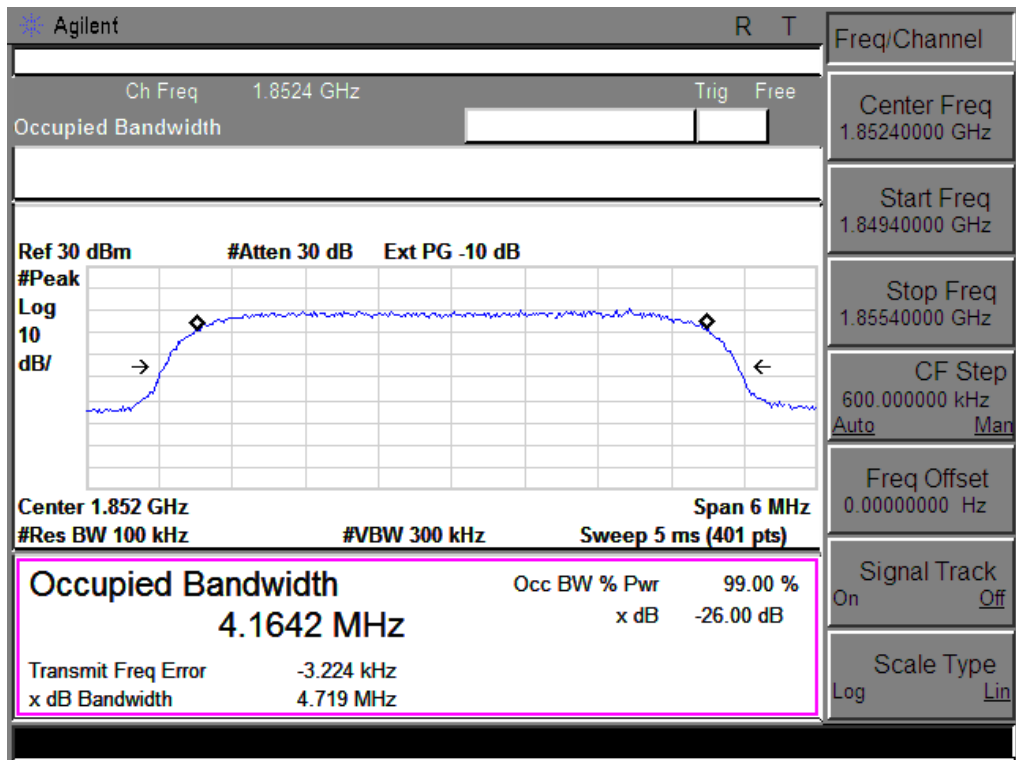 Agilent R T
Ch Freq 1.8524 GHz Trig Free
Occupied Bandwidth
Ref 30 dBm #Atten 30 dB Ext PG -10 dB
#Peak
Log
10
dB/
Center 1.852 GHz Span 6 MHz
#Res BW 100 kHz #VBW 300 kHz Sweep 5 ms (401 pts)
Occupied Bandwidth Occ BW % Pwr 99.00 %
4.1642 MHz x dB -26.00 dB
Transmit Freq Error -3.224 kHz
x dB Bandwidth 4.719 MHz
Freq/Channel
Center Freq
1.85240000 GHz
Start Freq
1.84940000 GHz
Stop Freq
1.85540000 GHz
CF Step
600.000000 kHz
Auto Man
Freq Offset
0.00000000 Hz
Signal Track
On Off
Scale Type
Log Lin